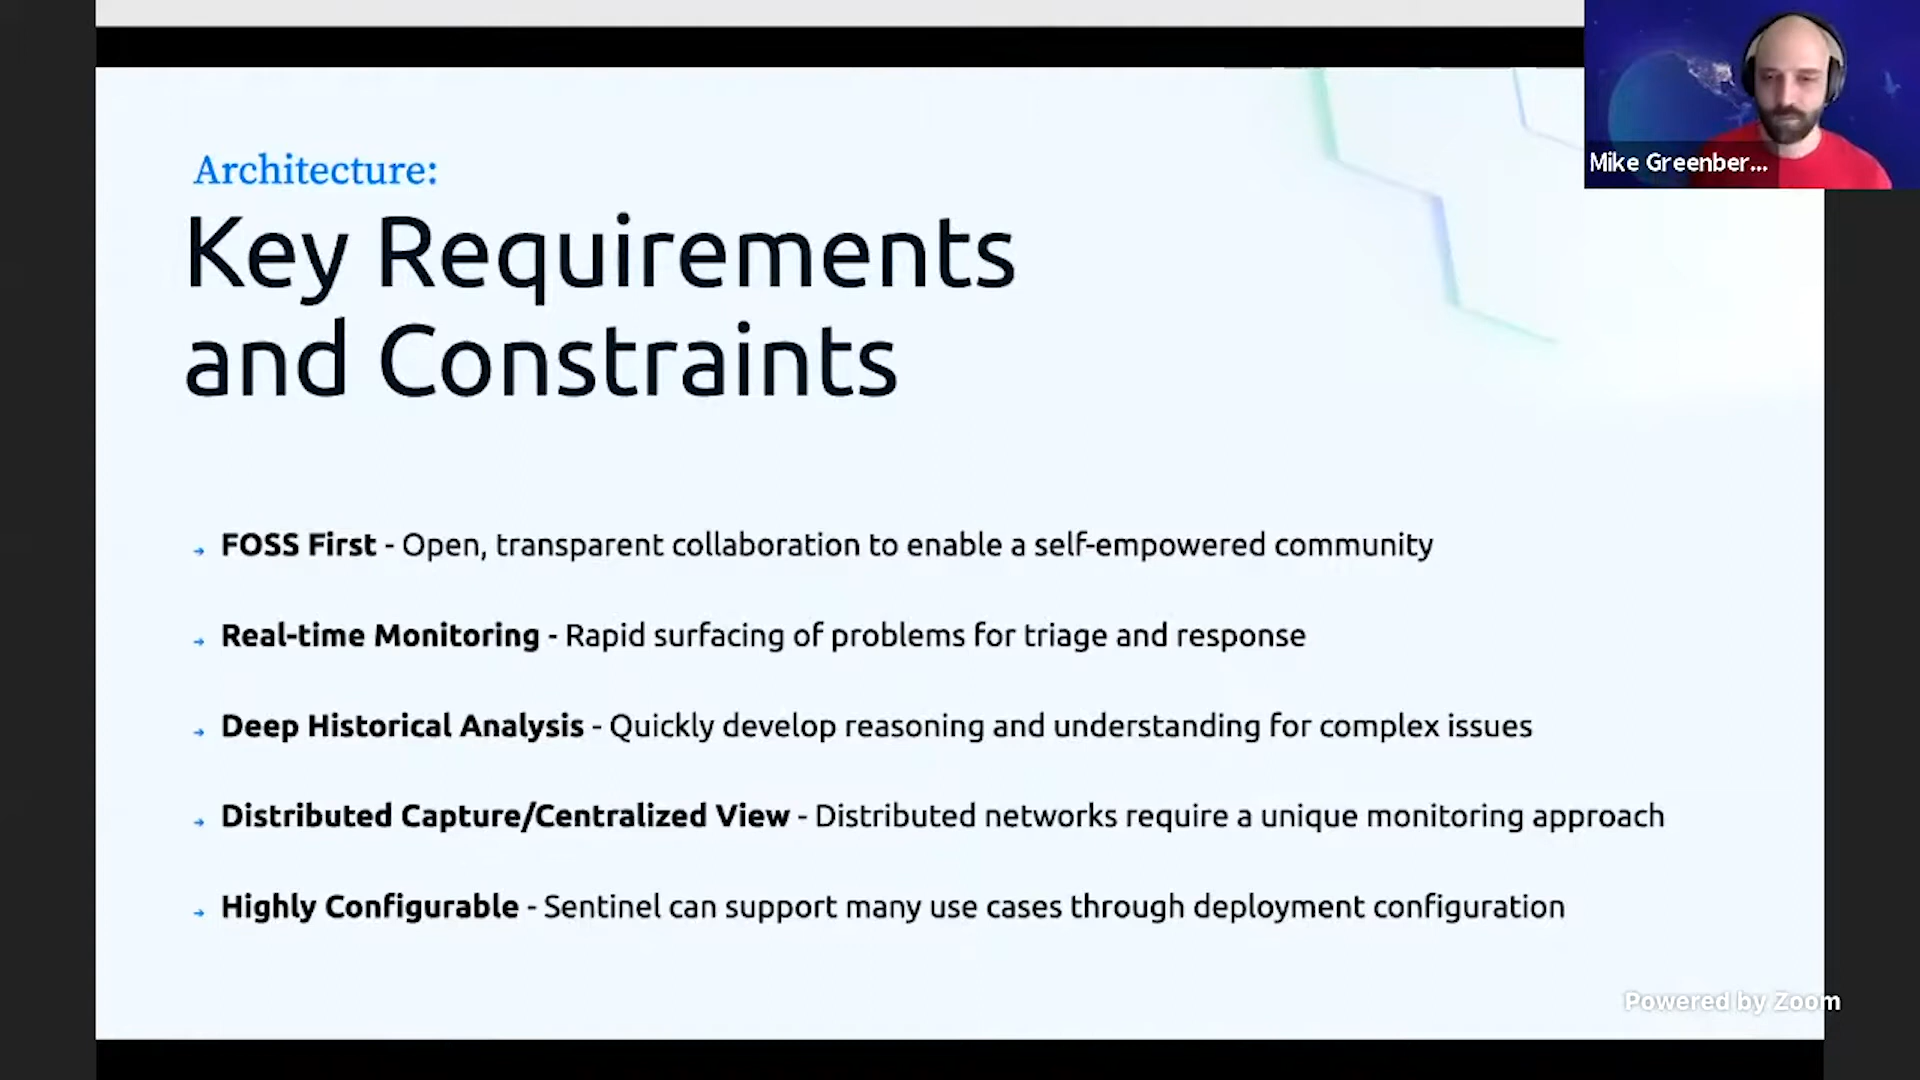 Mike Greenber...
Architecture:
Key Requirements
and Constraints
FOSS First - Open, transparent collaboration to enable a self-empowered community
Real-time Monitoring - Rapid surfacing of problems for triage and response
Deep Historical Analysis - Quickly develop reasoning and understanding for complex issues
Distributed Capture/Centralized View - Distributed networks require a unique monitoring approach
Highly Configurable - Sentinel can support many use cases through deployment configuration
Powered by Zoom